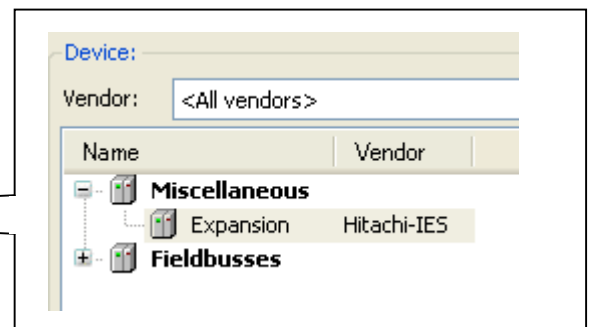 Device:
Vendor: <All vendors>
Name Vendor
Miscellaneous
Expansion Hitachi-IES
Fieldbusses